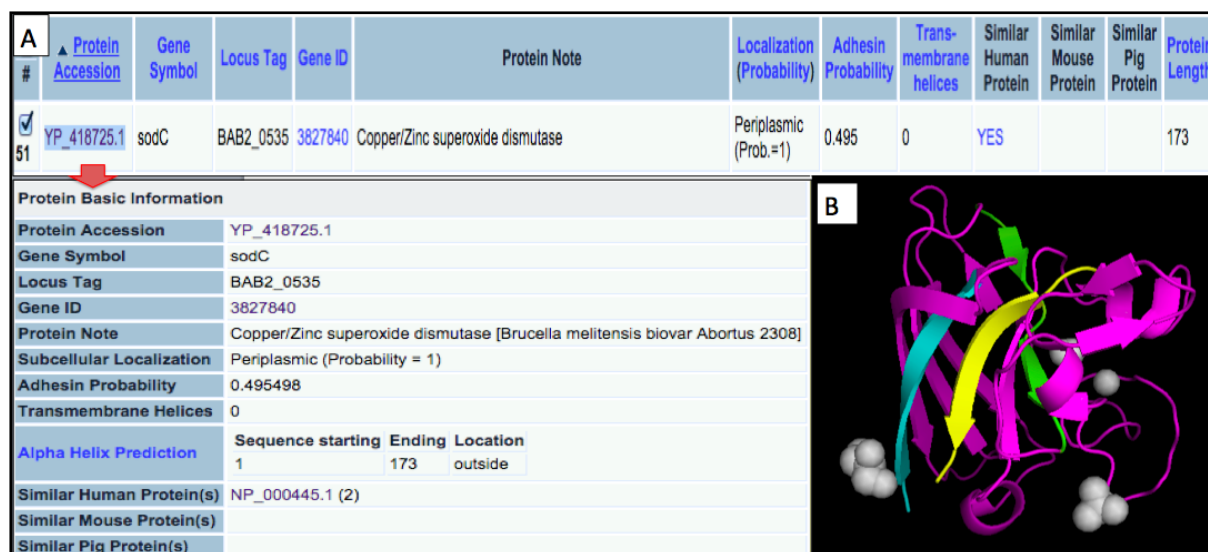 A
#
▲ Protein Accession
Gene Symbol
Locus Tag
Gene ID
Protein Note
Localization (Probability)
Adhesin Probability
Trans-membrane helices
Similar Human Protein
Similar Mouse Protein
Similar Pig Protein
Protein Length
51 YP_418725.1 sodC BAB2_0535 3827840 Copper/Zinc superoxide dismutase Periplasmic (Prob.=1) 0.495 0 YES 173
Protein Basic Information
Protein Accession YP_418725.1
Gene Symbol sodC
Locus Tag BAB2_0535
Gene ID 3827840
Protein Note Copper/Zinc superoxide dismutase [Brucella melitensis biovar Abortus 2308]
Subcellular Localization Periplasmic (Probability = 1)
Adhesin Probability 0.495498
Transmembrane Helices 0
Alpha Helix Prediction
Sequence starting Ending Location
1 173 outside
Similar Human Protein(s) NP_000445.1 (2)
Similar Mouse Protein(s)
Similar Pig Protein(s)
B